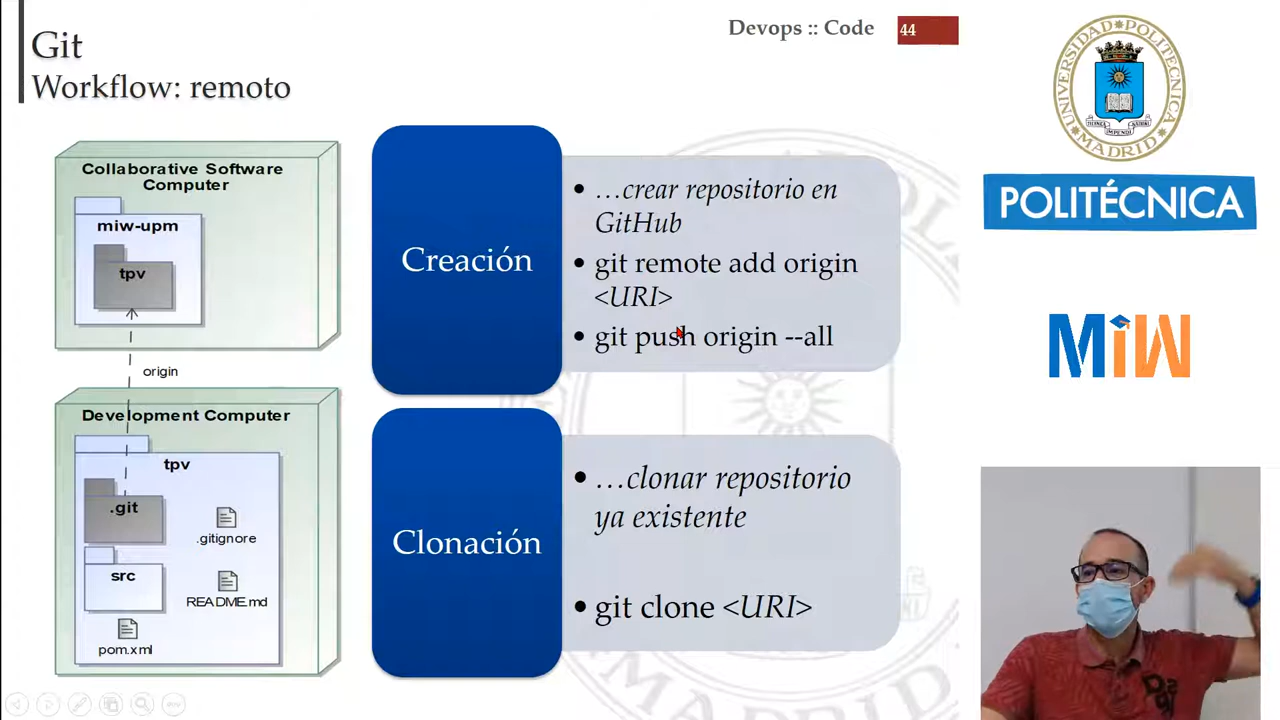 Git
Workflow: remoto
Devops :: Code
44
Collaborative Software
Computer
miw-upm
tpv
origin
Development Computer
tpv
.git
.gitignore
src
README.md
pom.xml
Creación
• …crear repositorio en
GitHub
• git remote add origin
<URI>
• git push origin --all
Clonación
• …clonar repositorio
ya existente
• git clone <URI>
UNIVERSIDAD POLITECNICA
MADRID
POLITÉCNICA
MiW